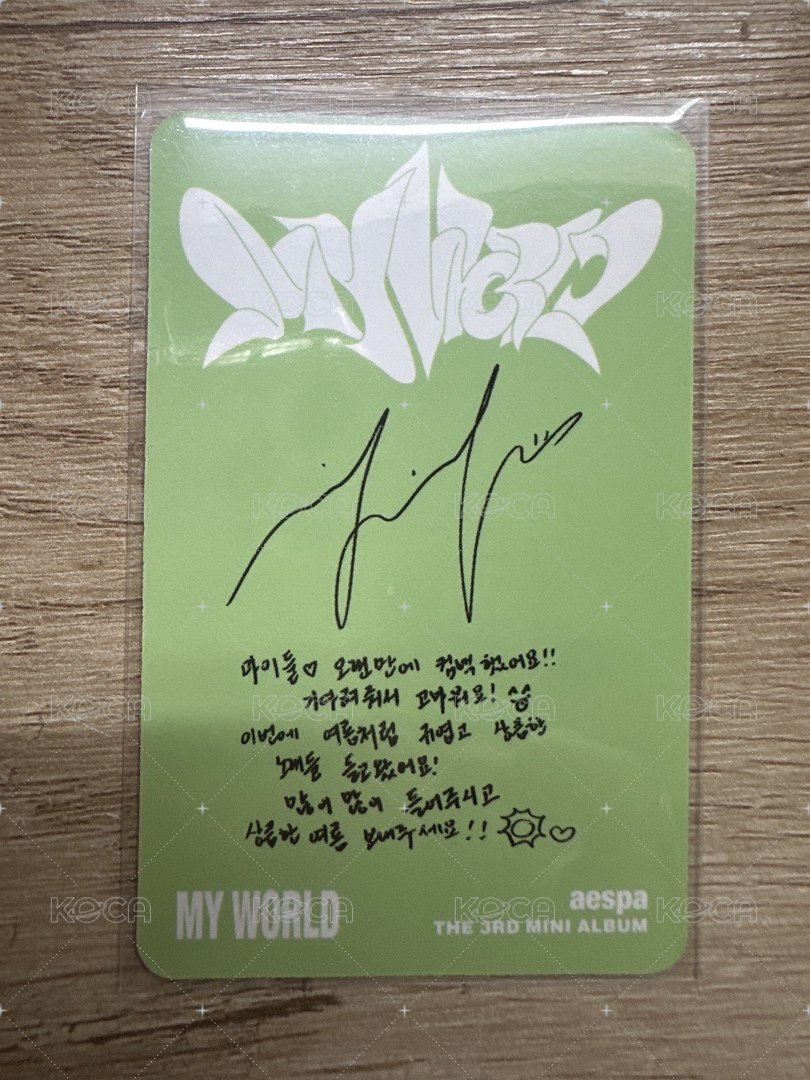 MY WORLD
마이들♡ 오랜만에 컴백 했어요!!
기다려줘서 고마워요! ^^
이번에 여름처럼 귀엽고 상큼한
노래들 들고왔어요!
많이 많이 들어주시고
상큼한 여름 보내주세요!!
MY WORLD
aespa
THE 3RD MINI ALBUM
KeCA